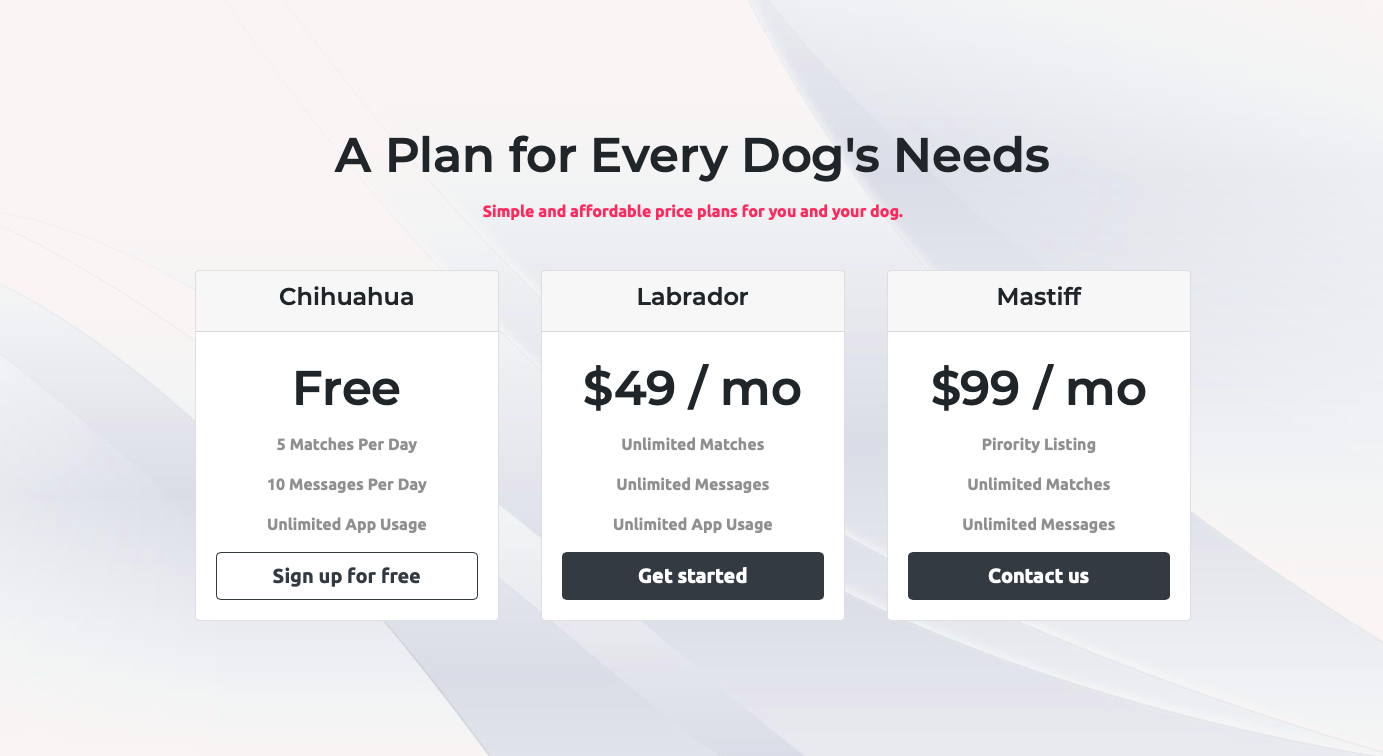 A Plan for Every Dog's Needs
Simple and affordable price plans for you and your dog.
Chihuahua
Free
5 Matches Per Day
10 Messages Per Day
Unlimited App Usage
Sign up for free
Labrador
$49 / mo
Unlimited Matches
Unlimited Messages
Unlimited App Usage
Get started
Mastiff
$99 / mo
Pirority Listing
Unlimited Matches
Unlimited Messages
Contact us